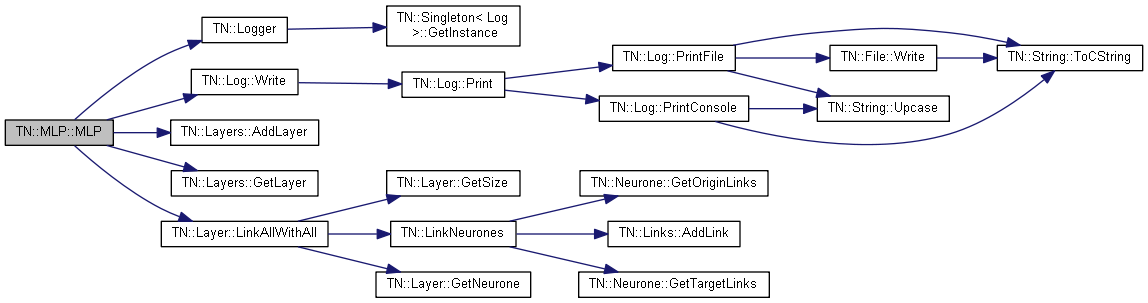 TN::MLP::MLP
TN::Logger
TN::Singleton< Log
>::GetInstance
TN::Log::Write
TN::Log::Print
TN::Log::PrintFile
TN::File::Write
TN::String::ToCString
TN::Log::PrintConsole
TN::String::Upcase
TN::Layers::AddLayer
TN::Layers::GetLayer
TN::Layer::LinkAllWithAll
TN::Layer::GetSize
TN::LinkNeurones
TN::Layer::GetNeurone
TN::Neurone::GetOriginLinks
TN::Links::AddLink
TN::Neurone::GetTargetLinks